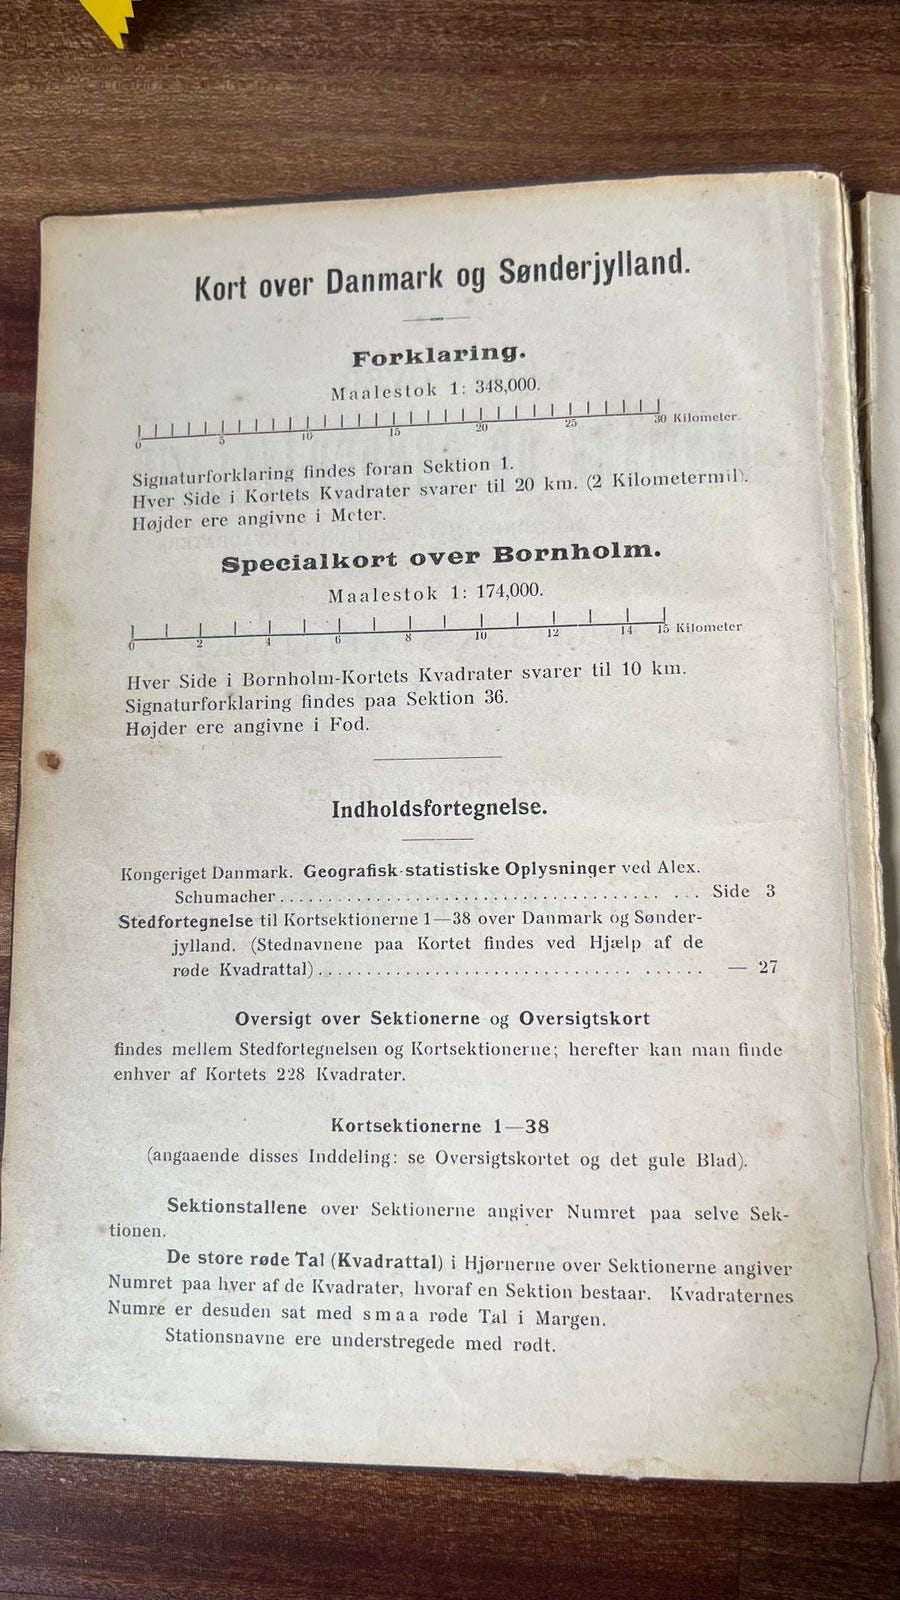 Kort over Danmark og Sønderjylland.
Forklaring.
Maalestok 1: 348,000.
0 5 10 15 20 25 30 Kilometer.
Signaturforklaring findes foran Sektion 1.
Hver Side i Kortets Kvadrater svarer til 20 km. (2 Kilometermil).
Højder ere angivne i Meter.
Specialkort over Bornholm.
Maalestok 1: 174,000.
0 2 4 6 8 10 12 14 15 Kilometer
Hver Side i Bornholm-Kortets Kvadrater svarer til 10 km.
Signaturforklaring findes paa Sektion 36.
Højder ere angivne i Fod.
Indholdsfortegnelse.
Kongeriget Danmark. Geografisk-statistiske Oplysninger ved Alex.
Schumacher........................................ ... Side 3
Stedfortegnelse til Kortsektionerne 1—38 over Danmark og Sønder-
jylland. (Stednavnene paa Kortet findes ved Hjælp af de
røde Kvadrattal)................................ ...... — 27
Oversigt over Sektionerne og Oversigtskort
findes mellem Stedfortegnelsen og Kortsektionerne; herefter kan man finde
enhver af Kortets 228 Kvadrater.
Kortsektionerne 1—38
(angaaende disses Inddeling: se Oversigtskortet og det gule Blad).
Sektionstallene over Sektionerne angiver Numret paa selve Sek-
tionen.
De store røde Tal (Kvadrattal) i Hjørnerne over Sektionerne angiver
Numret paa hver af de Kvadrater, hvoraf en Sektion bestaar. Kvadraternes
Numre er desuden sat med smaa røde Tal i Margen.
Stationsnavne ere understregede med rødt.